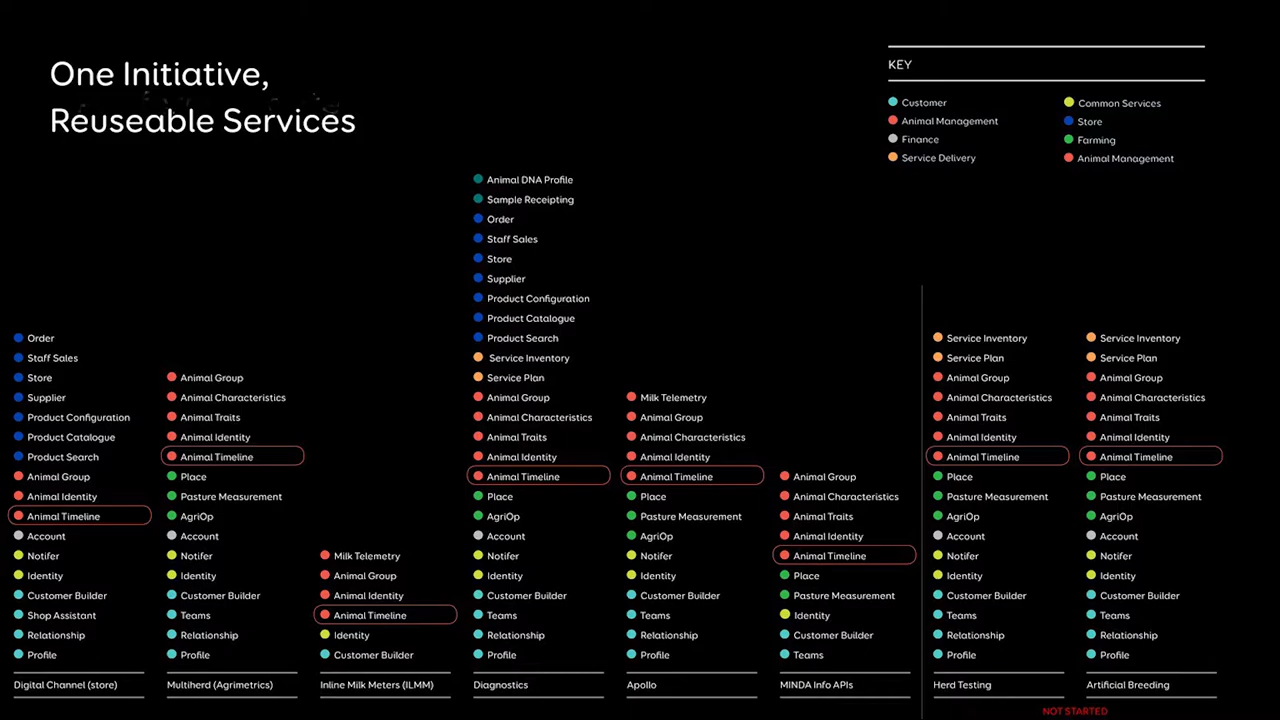 One Initiative,
Reuseable Services
KEY
Customer
Animal Management
Finance
Service Delivery
Common Services
Store
Farming
Animal Management
Order
Staff Sales
Store
Supplier
Product Configuration
Product Catalogue
Product Search
Animal Group
Animal Identity
Animal Timeline
Account
Notifer
Identity
Customer Builder
Shop Assistant
Relationship
Profile
Digital Channel (store)
Animal Group
Animal Characteristics
Animal Traits
Animal Identity
Animal Timeline
Place
Pasture Measurement
AgriOp
Account
Notifer
Identity
Customer Builder
Teams
Relationship
Profile
Multiherd (Agrimetrics)
Milk Telemetry
Animal Group
Animal Identity
Animal Timeline
Identity
Customer Builder
Inline Milk Meters (ILMM)
Animal DNA Profile
Sample Receipting
Order
Staff Sales
Store
Supplier
Product Configuration
Product Catalogue
Product Search
Service Inventory
Service Plan
Animal Group
Animal Characteristics
Animal Traits
Animal Identity
Animal Timeline
Place
AgriOp
Account
Notifer
Identity
Customer Builder
Teams
Relationship
Profile
Diagnostics
Milk Telemetry
Animal Group
Animal Characteristics
Animal Identity
Animal Timeline
Place
Pasture Measurement
AgriOp
Notifer
Identity
Customer Builder
Teams
Relationship
Profile
Apollo
Animal Group
Animal Characteristics
Animal Traits
Animal Identity
Animal Timeline
Place
Pasture Measurement
Identity
Customer Builder
Teams
MINDA Info APIs
Service Inventory
Service Plan
Animal Group
Animal Characteristics
Animal Traits
Animal Identity
Animal Timeline
Place
Pasture Measurement
AgriOp
Account
Notifer
Identity
Customer Builder
Teams
Relationship
Profile
Herd Testing
Service Inventory
Service Plan
Animal Group
Animal Characteristics
Animal Traits
Animal Identity
Animal Timeline
Place
Pasture Measurement
AgriOp
Account
Notifer
Identity
Customer Builder
Teams
Relationship
Profile
Artificial Breeding
NOT STARTED